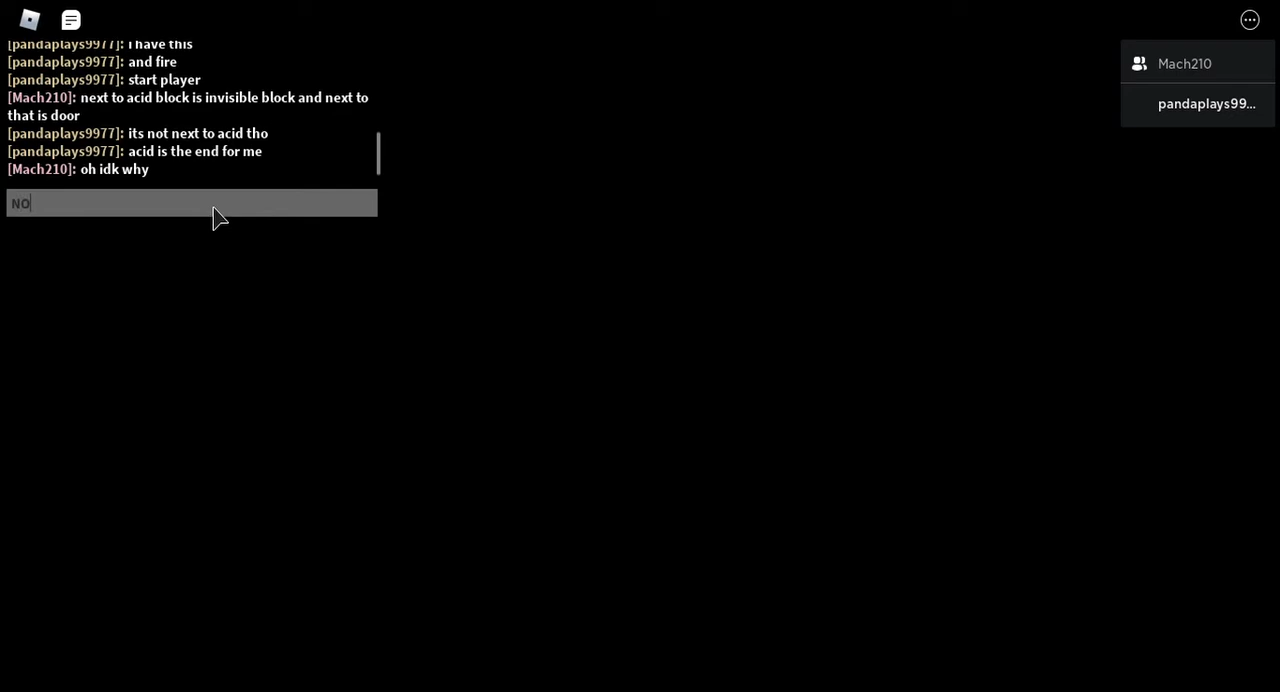 [pandaplays9977]: i have this
[pandaplays9977]: and fire
[pandaplays9977]: start player
[Mach210]: next to acid block is invisible block and next to
that is door
[pandaplays9977]: its not next to acid tho
[pandaplays9977]: acid is the end for me
[Mach210]: oh idk why
NO
Mach210
pandaplays99...